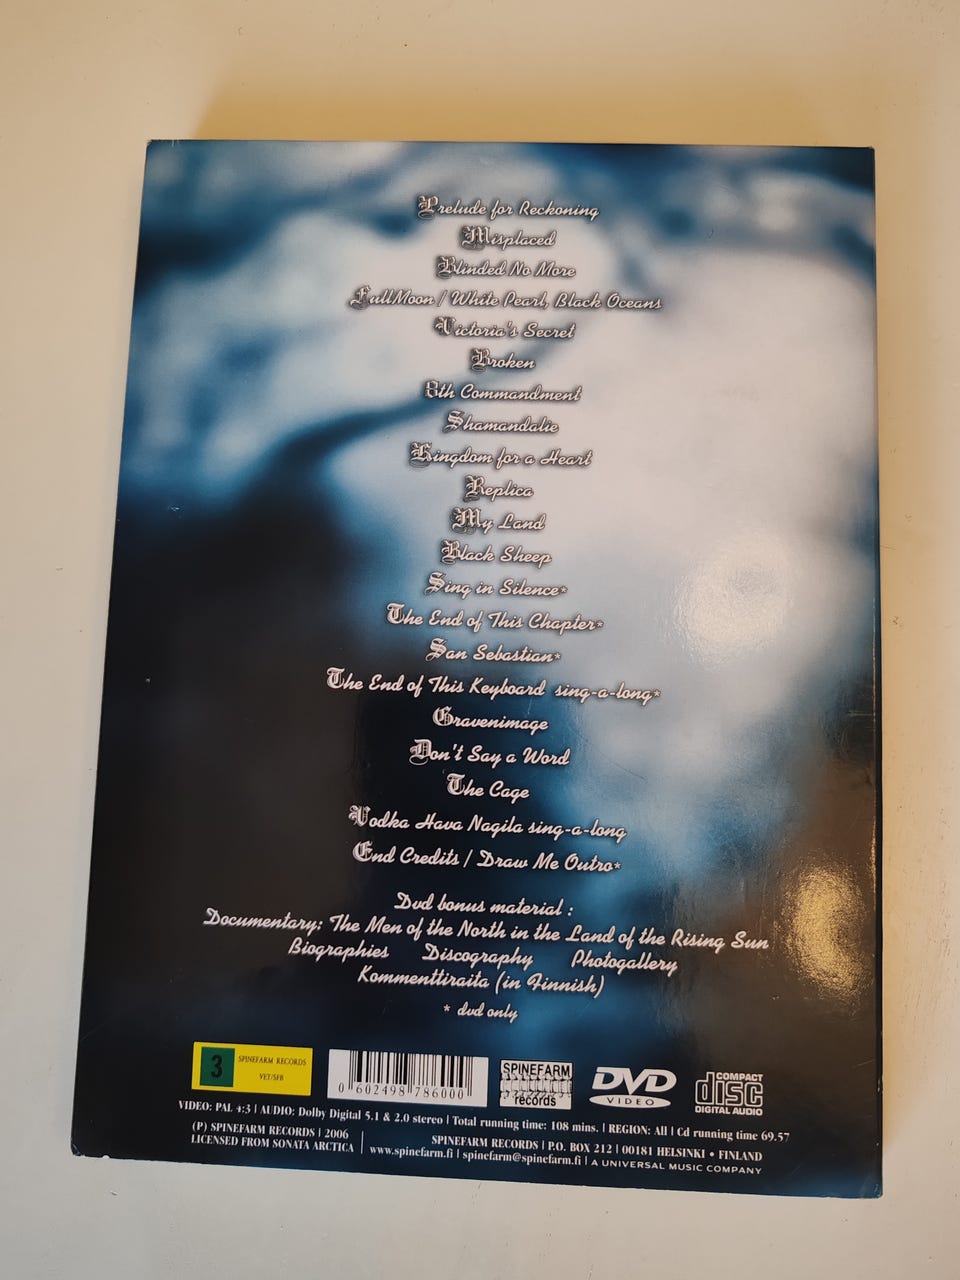 Prelude for Reckoning
Misplaced
Blinded No More
FullMoon / White Pearl, Black Oceans
Victoria's Secret
Broken
8th Commandment
Shamandalie
Kingdom for a Heart
Replica
My Land
Black Sheep
Sing in Silence*
The End of This Chapter*
San Sebastian*
The End of This Keyboard sing-a-long*
Gravenimage
Don't Say a Word
The Cage
Vodka Hava Nagila sing-a-long
End Credits / Draw Me Outro*
Dvd bonus material :
Documentary: The Men of the North in the Land of the Rising Sun
Biographies Discography Photogallery
Kommenttiraita (in Finnish)
* dvd only
3 SPINEFARM RECORDS
VET/SFB
0 602498 786000
SPINEFARM
records
DVD
VIDEO
COMPACT
disc
DIGITAL AUDIO
VIDEO: PAL 4:3 | AUDIO: Dolby Digital 5.1 & 2.0 stereo | Total running time: 108 mins. | REGION: All | Cd running time 69.57
(P) SPINEFARM RECORDS | 2006
LICENSED FROM SONATA ARCTICA
SPINEFARM RECORDS | P.O. BOX 212 | 00181 HELSINKI • FINLAND
www.spinefarm.fi | spinefarm@spinefarm.fi | A UNIVERSAL MUSIC COMPANY